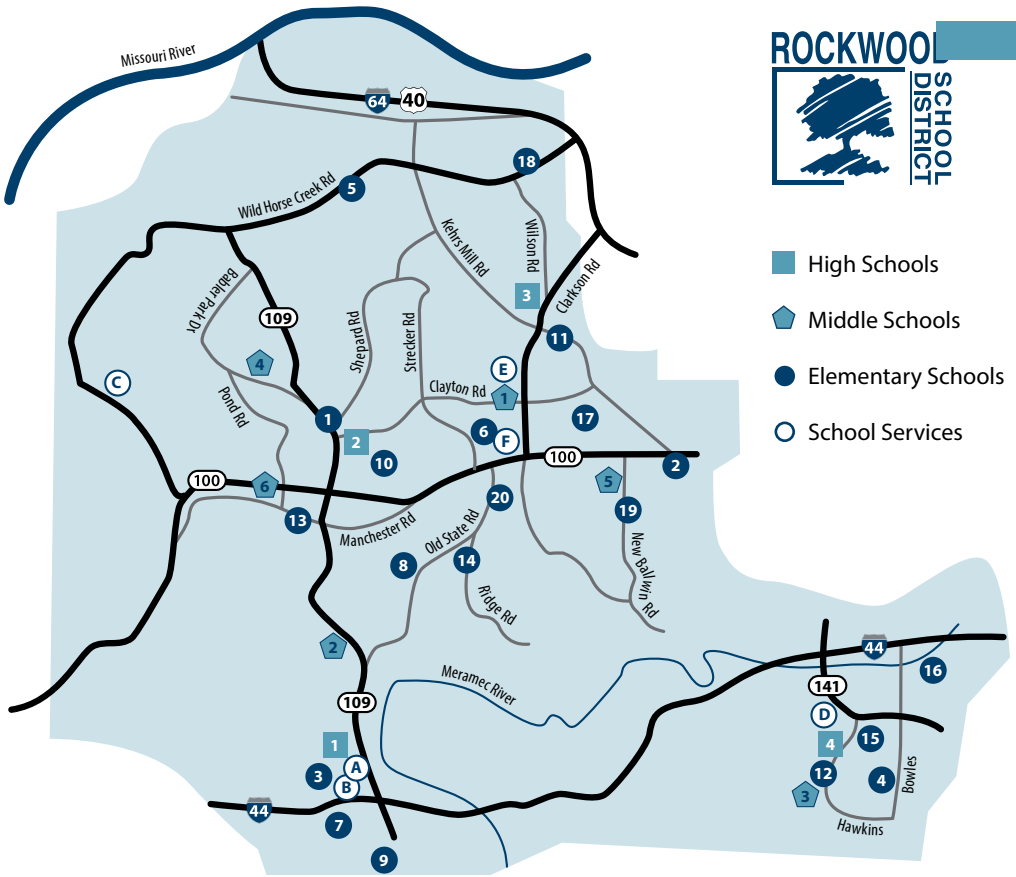 Missouri River
ROCKWOOD
SCHOOL
DISTRICT
64
40
18
5
Wild Horse Creek Rd
Kehrs Mill Rd
Wilson Rd
Clarkson Rd
High Schools
Middle Schools
Elementary Schools
School Services
Babler Park Dr
109
3
Shepard Rd
Strecker Rd
11
4
E
C
Clayton Rd
1
Pond Rd
1
17
2
6
F
10
100
2
100
6
5
20
13
19
Manchester Rd
Old State Rd
8
14
New Ballwin Rd
Ridge Rd
2
44
16
Meramec River
141
109
D
1
4
15
A
3
B
12
4
Bowles
3
44
7
Hawkins
9